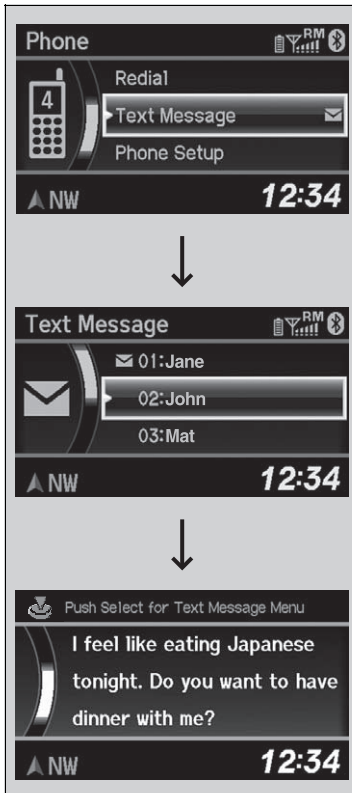 Phone
RM
4
Redial
Text Message
Phone Setup
NW
12:34
Text Message
RM
01:Jane
02:John
03:Mat
NW
12:34
Push Select for Text Message Menu
I feel like eating Japanese
tonight. Do you want to have
dinner with me?
NW
12:34